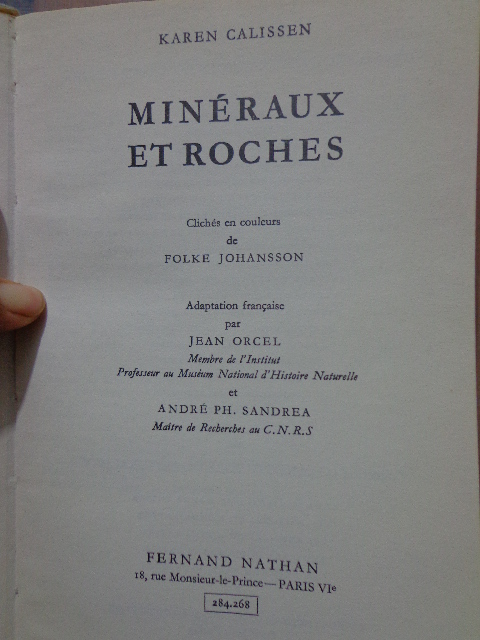 KAREN CALISSEN
MINÉRAUX
ET ROCHES
Clichés en couleurs
de
FOLKE JOHANSSON
Adaptation française
par
JEAN ORCEL
Membre de l'Institut
Professeur au Muséum National d'Histoire Naturelle
et
ANDRÉ PH. SANDREA
Maître de Recherches au C.N.R.S
FERNAND NATHAN
18, rue Monsieur-le-Prince — PARIS VIe
284.268